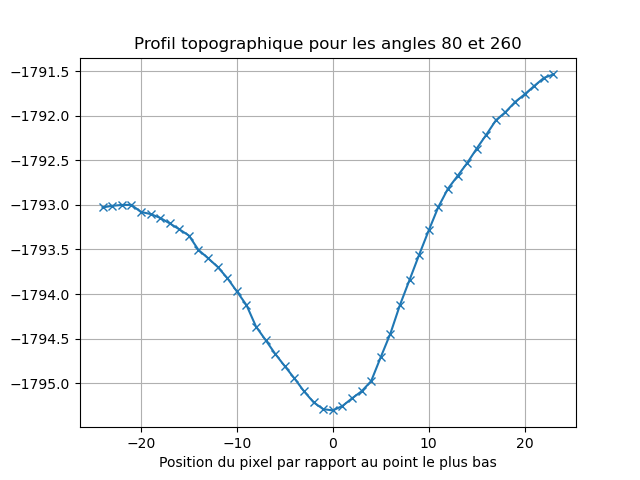 Profil topographique pour les angles 80 et 260
−1791.5
−1792.0
−1792.5
−1793.0
−1793.5
−1794.0
−1794.5
−1795.0
−20 −10 0 10 20
Position du pixel par rapport au point le plus bas